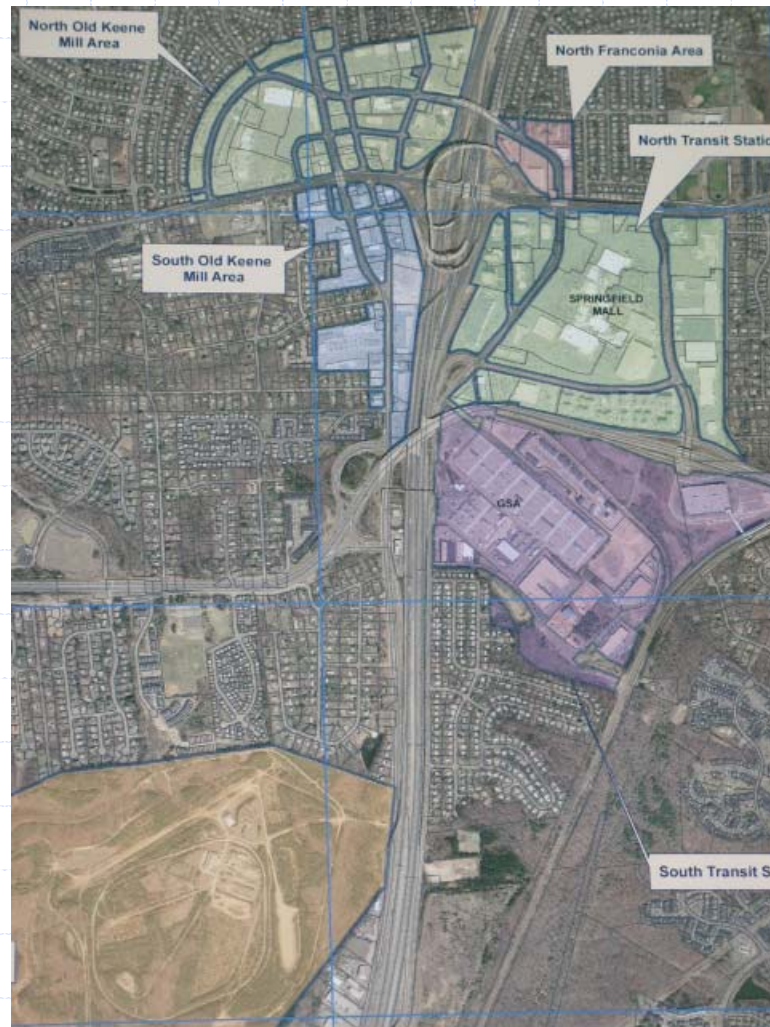 North Old Keene
Mill Area
North Franconia Area
North Transit Static
South Old Keene
Mill Area
SPRINGFIELD
MALL
GSA
South Transit S